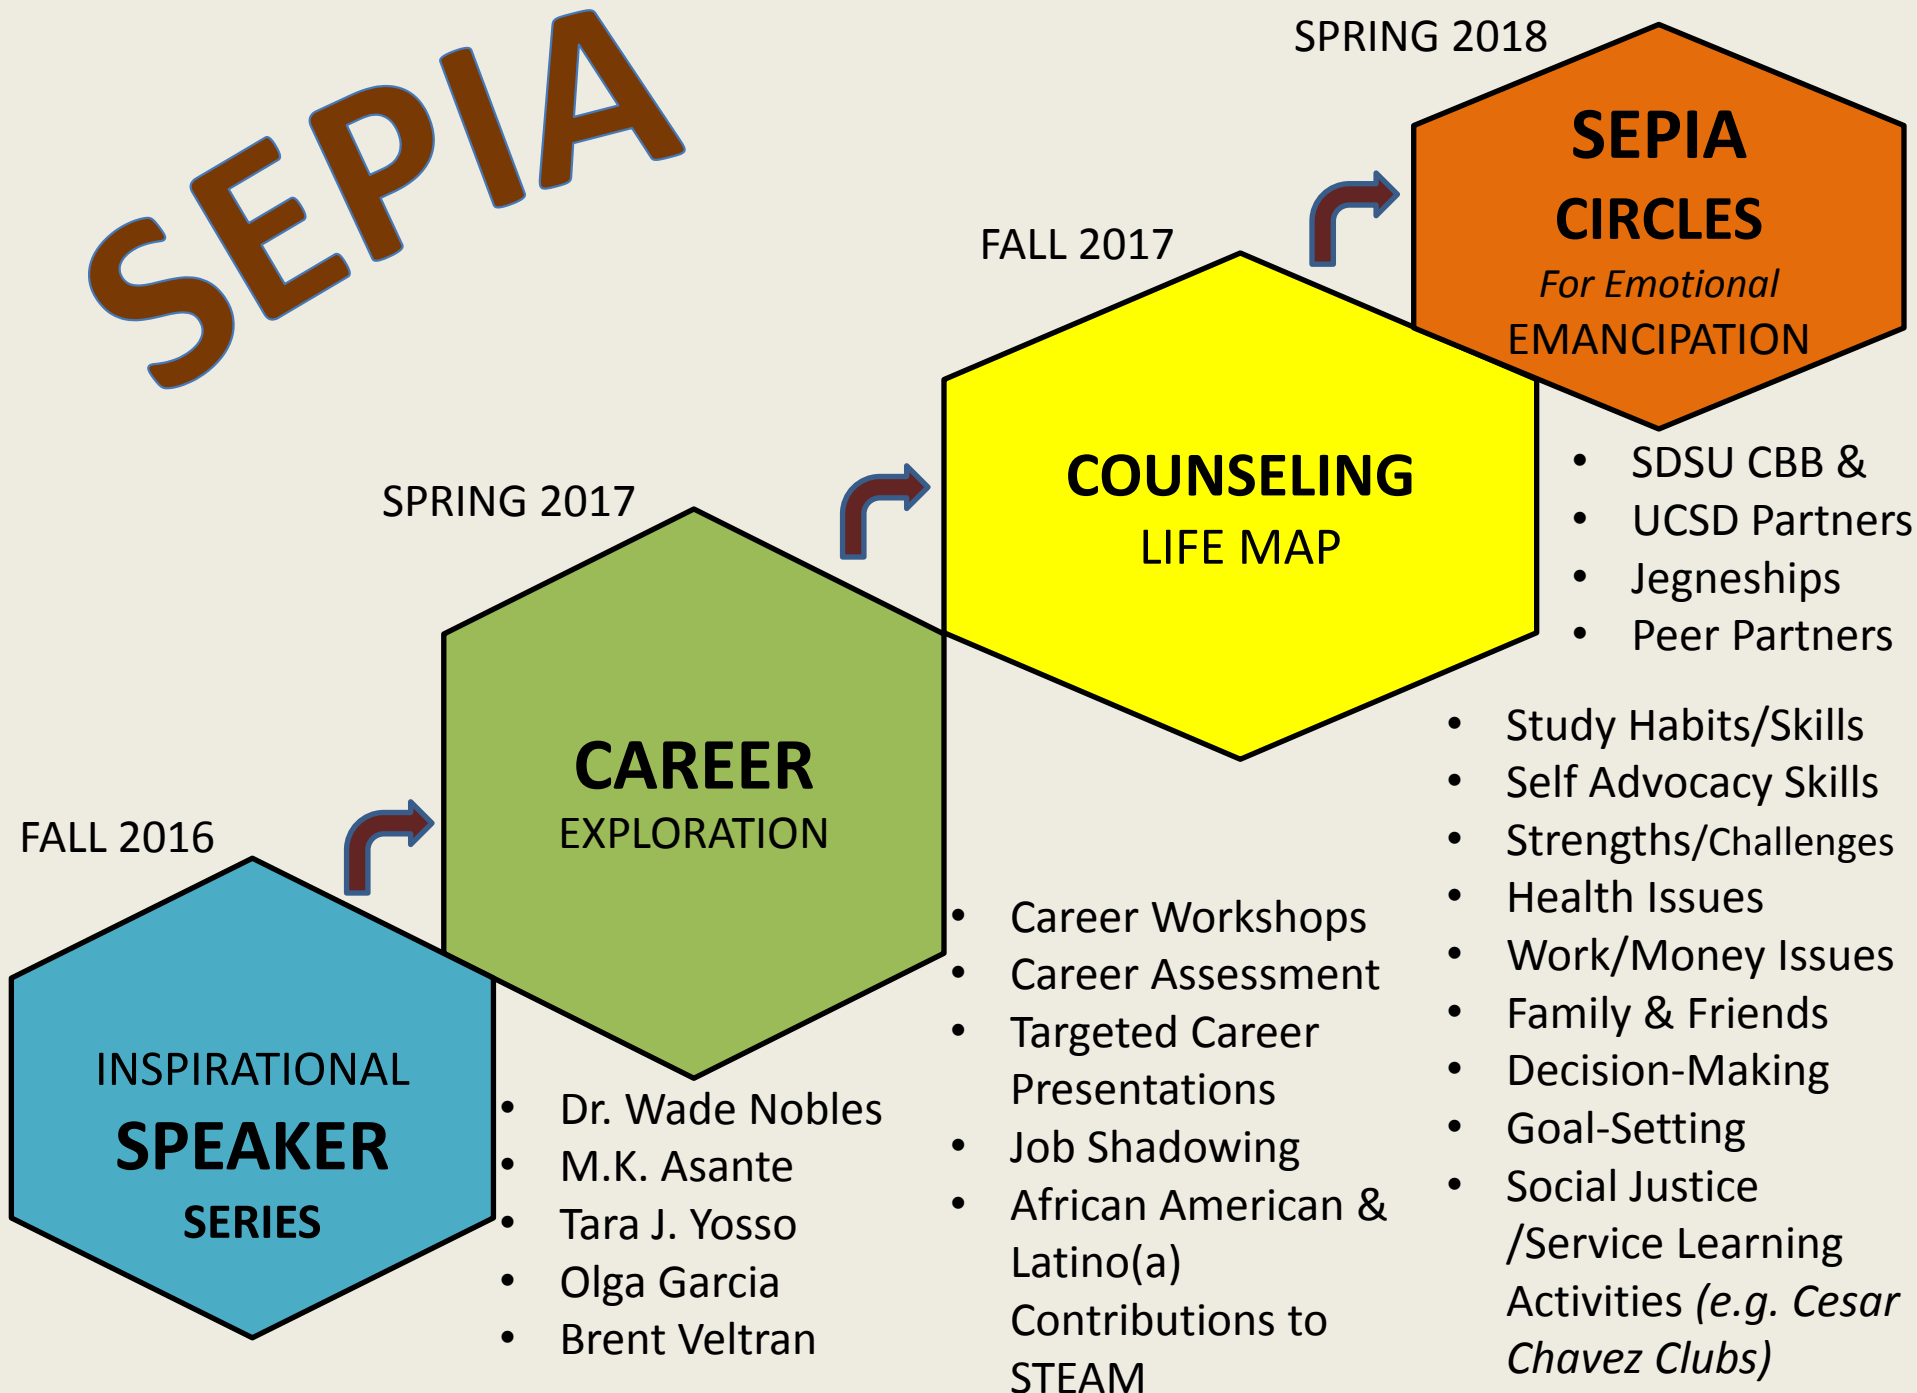 SEPIA
FALL 2016
INSPIRATIONAL
SPEAKER
SERIES
• Dr. Wade Nobles
• M.K. Asante
• Tara J. Yosso
• Olga Garcia
• Brent Veltran
SPRING 2017
CAREER
EXPLORATION
• Career Workshops
• Career Assessment
• Targeted Career
Presentations
• Job Shadowing
• African American &
Latino(a)
Contributions to
STEAM
FALL 2017
COUNSELING
LIFE MAP
• Study Habits/Skills
• Self Advocacy Skills
• Strengths/Challenges
• Health Issues
• Work/Money Issues
• Family & Friends
• Decision-Making
• Goal-Setting
• Social Justice
/Service Learning
Activities (e.g. Cesar
Chavez Clubs)
SPRING 2018
SEPIA
CIRCLES
For Emotional
EMANCIPATION
• SDSU CBB &
• UCSD Partners
• Jegneships
• Peer Partners